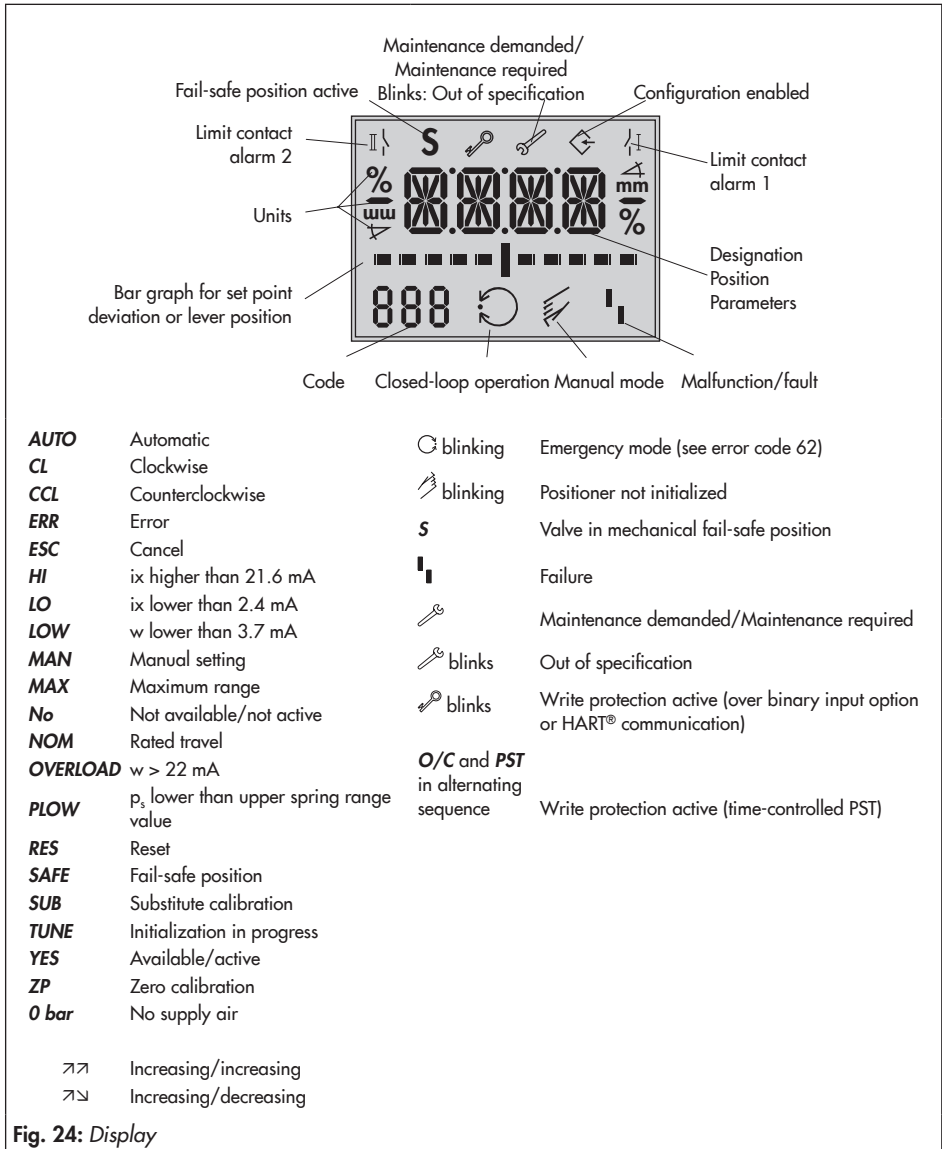 Maintenance demanded/
Maintenance required
Blinks: Out of specification
Fail-safe position active
Configuration enabled
Limit contact
alarm 2
Limit contact
alarm 1
II
S
I
%
mm
Units
mm
%
Designation
Position
Parameters
Bar graph for set point
deviation or lever position
888
Code
Closed-loop operation
Manual mode
Malfunction/fault
AUTO Automatic
CL Clockwise
CCL Counterclockwise
ERR Error
ESC Cancel
HI ix higher than 21.6 mA
LO ix lower than 2.4 mA
LOW w lower than 3.7 mA
MAN Manual setting
MAX Maximum range
No Not available/not active
NOM Rated travel
OVERLOAD w > 22 mA
PLOW ps lower than upper spring range
value
RES Reset
SAFE Fail-safe position
SUB Substitute calibration
TUNE Initialization in progress
YES Available/active
ZP Zero calibration
0 bar No supply air
↗↗ Increasing/increasing
↗↘ Increasing/decreasing
blinking Emergency mode (see error code 62)
blinking Positioner not initialized
S Valve in mechanical fail-safe position
Failure
Maintenance demanded/Maintenance required
blinks Out of specification
blinks Write protection active (over binary input option
or HART® communication)
O/C and PST
in alternating
sequence Write protection active (time-controlled PST)
Fig. 24: Display